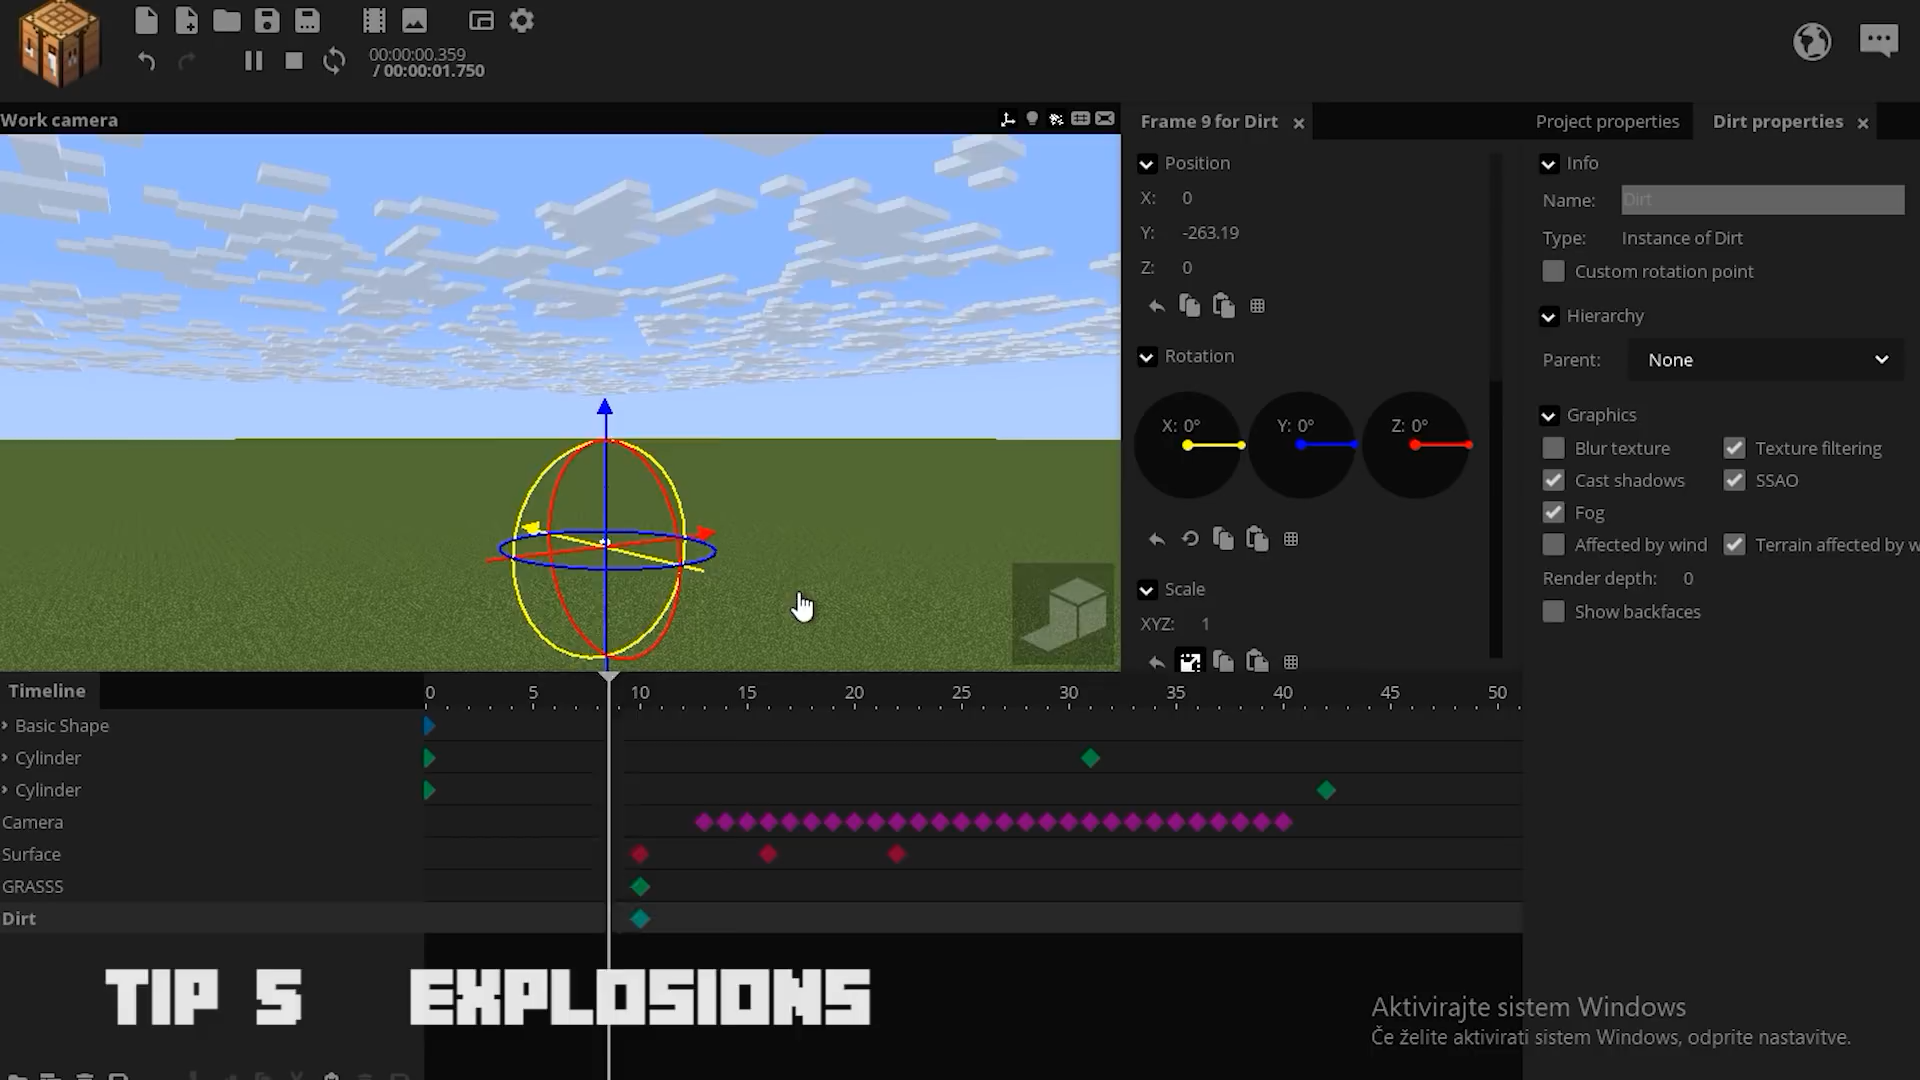 00:00:00.359
/ 00:00:01.750
Work camera
Frame 9 for Dirt
Project properties
Dirt properties
Position
X: 0
Y: -263.19
Z: 0
Rotation
X: 0°
Y: 0°
Z: 0°
Scale
XYZ: 1
Info
Name: Dirt
Type: Instance of Dirt
Custom rotation point
Hierarchy
Parent: None
Graphics
Blur texture
Texture filtering
Cast shadows
SSAO
Fog
Affected by wind
Terrain affected by w
Render depth: 0
Show backfaces
Timeline
0 5 10 15 20 25 30 35 40 45 50
Basic Shape
Cylinder
Cylinder
Camera
Surface
GRASSS
Dirt
TIP 5 EXPLOSIONS
Aktivirajte sistem Windows
Če želite aktivirati sistem Windows, odprite nastavitve.